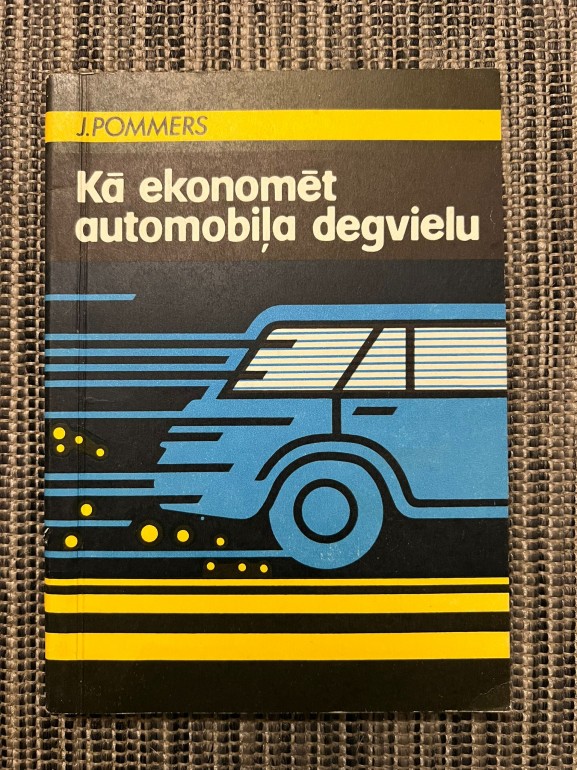 J.POMMERS
Kā ekonomēt
automobiļa degvielu